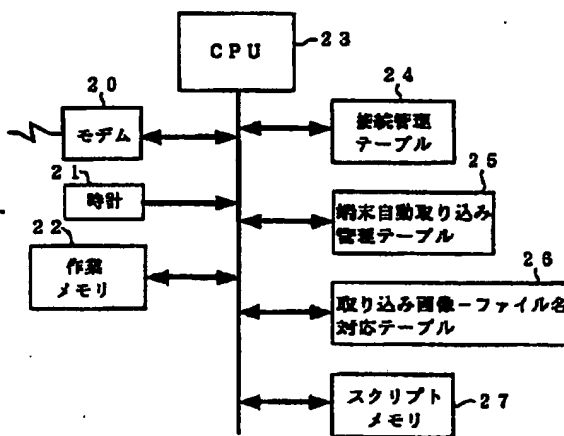 CPU
23
20
モデム
21
時計
22
作業
メモリ
24
接続管理
テーブル
25
端末自動取り込み
管理テーブル
26
取り込み画像-ファイル名
対応テーブル
スクリプト
メモリ
27